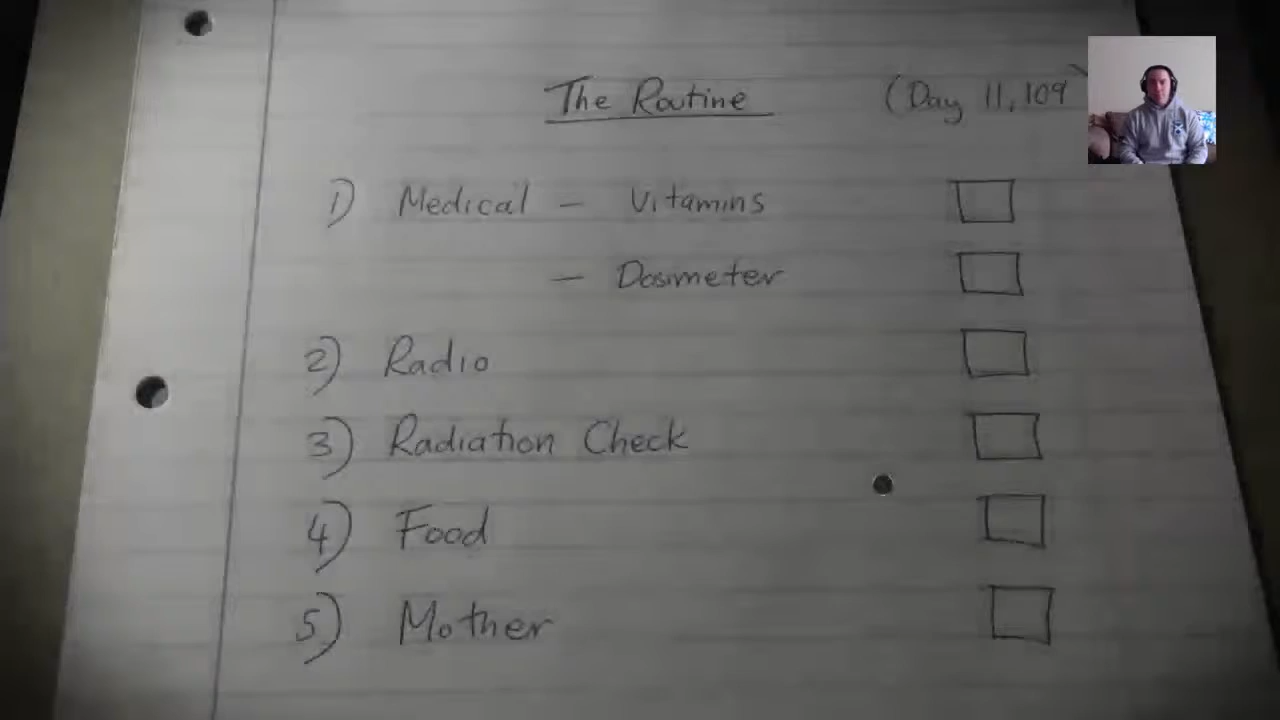 The Routine (Day 11,109)
1) Medical - Vitamins
- Dosimeter
2) Radio
3) Radiation Check
4) Food
5) Mother